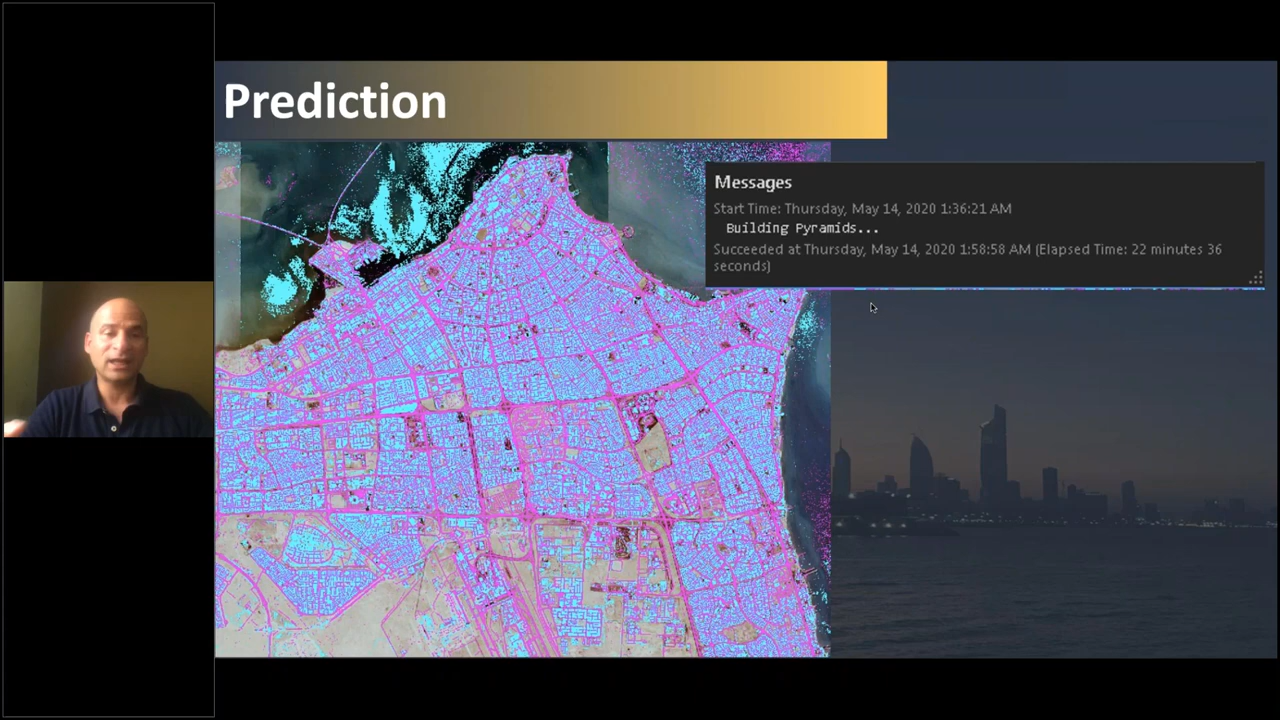 Prediction
Messages
Start Time: Thursday, May 14, 2020 1:36:21 AM
Building Pyramids...
Succeeded at Thursday, May 14, 2020 1:58:58 AM (Elapsed Time: 22 minutes 36
seconds)